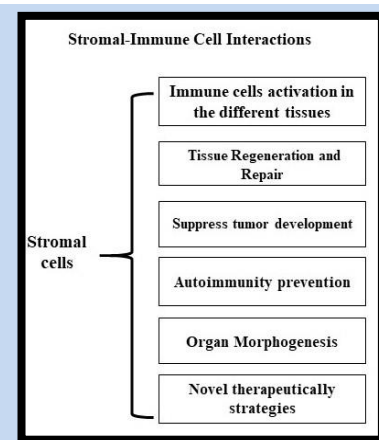 Stromal-Immune Cell Interactions
Immune cells activation in
the different tissues
Tissue Regeneration and
Repair
Suppress tumor development
Stromal
cells
Autoimmunity prevention
Organ Morphogenesis
Novel therapeutically
strategies